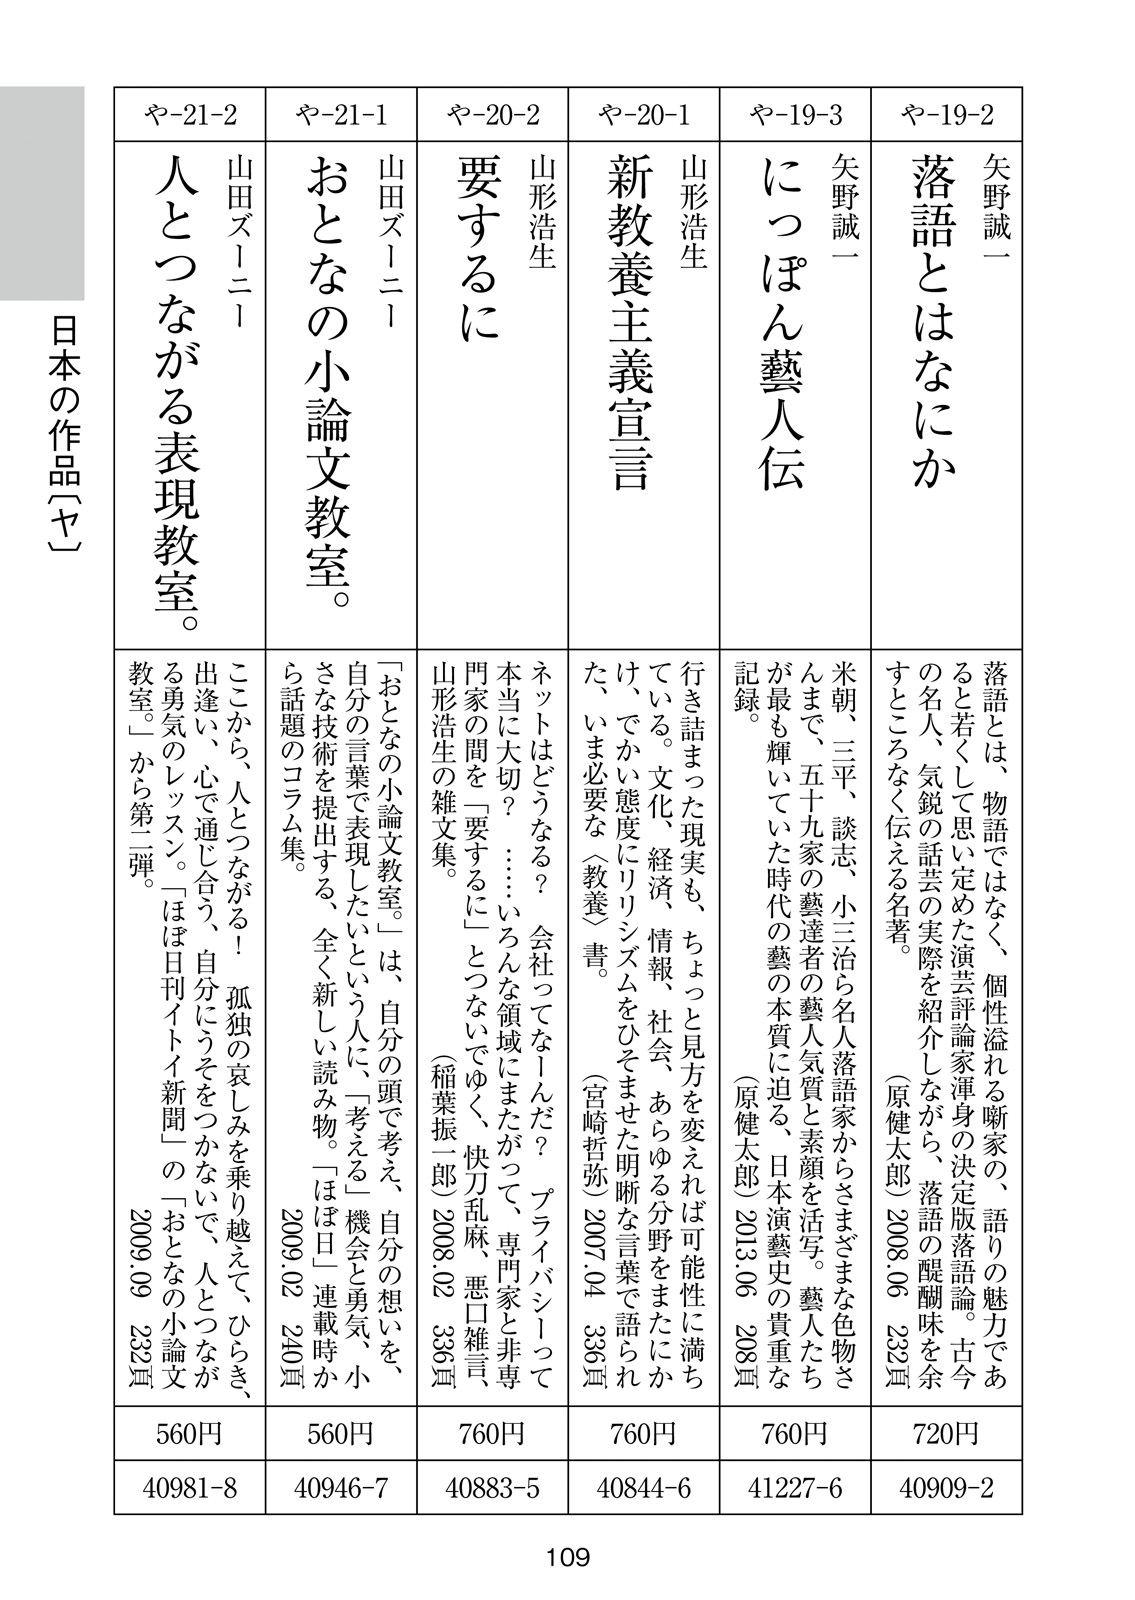 や-19-2
矢野誠一
落語とはなにか
落語とは、物語ではなく、個性溢れる噺家の、語りの魅力であ
ると若くして思い定めた演芸評論家渾身の決定版落語論。古今
の名人、気鋭の話芸の実際を紹介しながら、落語の醍醐味を余
すところなく伝える名著。 (原健太郎) 2008.06 232頁
720円
40909-2
や-19-3
矢野誠一
にっぽん藝人伝
米朝、三平、談志、小三治ら名人落語家からさまざまな色物さ
んまで、五十九家の藝達者の藝人気質と素顔を活写。藝人たち
が最も輝いていた時代の藝の本質に迫る、日本演藝史の貴重な
記録。 (原健太郎) 2013.06 208頁
760円
41227-6
や-20-1
山形浩生
新教養主義宣言
行き詰まった現実も、ちょっと見方を変えれば可能性に満ち
ている。文化、経済、情報、社会、あらゆる分野をまたにか
け、でかい態度にリリシズムをひそませた明晰な言葉で語られ
た、いま必要な〈教養〉書。 (宮崎哲弥) 2007.04 336頁
760円
40844-6
や-20-2
山形浩生
要するに
ネットはどうなる? 会社ってなーんだ? プライバシーって
本当に大切? ……いろんな領域にまたがって、専門家と非専
門家の間を「要するに」とつないでゆく、快刀乱麻、悪口雑言、
山形浩生の雑文集。 (稲葉振一郎) 2008.02 336頁
760円
40883-5
や-21-1
山田ズーニー
おとなの小論文教室。
「おとなの小論文教室。」は、自分の頭で考え、自分の想いを、
自分の言葉で表現したいという人に、「考える」機会と勇気、小
さな技術を提出する、全く新しい読み物。「ほぼ日」連載時か
ら話題のコラム集。 2009.02 240頁
560円
40946-7
や-21-2
山田ズーニー
人とつながる表現教室。
ここから、人とつながる! 孤独の哀しみを乗り越えて、ひらき、
出逢い、心で通じ合う、自分にうそをつかないで、人とつなが
る勇気のレッスン。「ほぼ日刊イトイ新聞」の「おとなの小論文
教室。」から第二弾。 2009.09 232頁
560円
40981-8
日本の作品〔ヤ〕
109